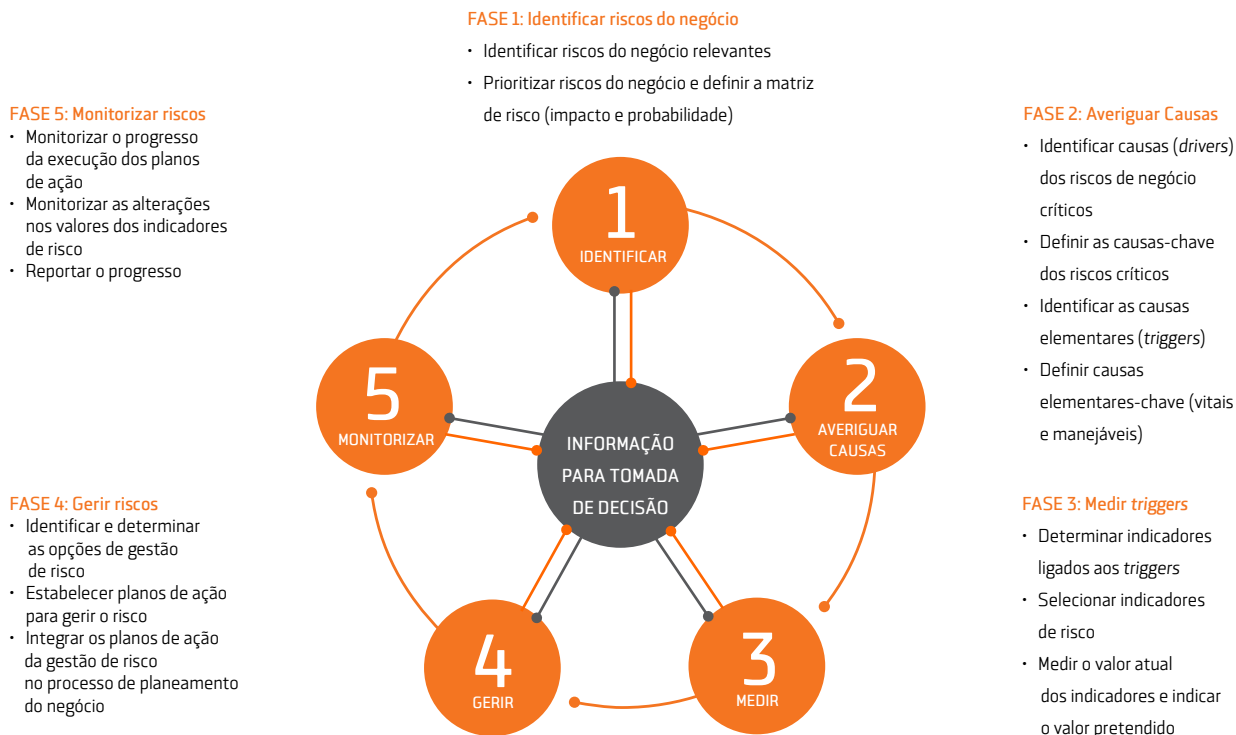 FASE 1: Identificar riscos do negócio
• Identificar riscos do negócio relevantes
• Prioritizar riscos do negócio e definir a matriz
de risco (impacto e probabilidade)
FASE 5: Monitorizar riscos
• Monitorizar o progresso
da execução dos planos
de ação
• Monitorizar as alterações
nos valores dos indicadores
de risco
• Reportar o progresso
FASE 2: Averiguar Causas
• Identificar causas (drivers)
dos riscos de negócio
críticos
• Definir as causas-chave
dos riscos críticos
• Identificar as causas
elementares (triggers)
• Definir causas
elementares-chave (vitais
e manejáveis)
1
IDENTIFICAR
2
AVERIGUAR
CAUSAS
5
MONITORIZAR
INFORMAÇÃO
PARA TOMADA
DE DECISÃO
4
GERIR
3
MEDIR
FASE 4: Gerir riscos
• Identificar e determinar
as opções de gestão
de risco
• Estabelecer planos de ação
para gerir o risco
• Integrar os planos de ação
da gestão de risco
no processo de planeamento
do negócio
FASE 3: Medir triggers
• Determinar indicadores
ligados aos triggers
• Selecionar indicadores
de risco
• Medir o valor atual
dos indicadores e indicar
o valor pretendido